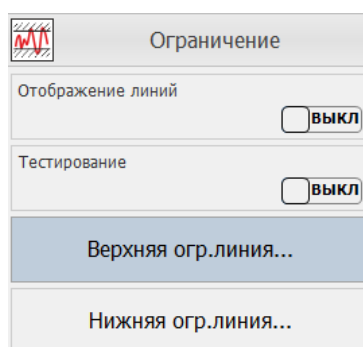 Ограничение
Отображение линий
ВЫКЛ
Тестирование
ВЫКЛ
Верхняя огр.линия...
Нижняя огр.линия...